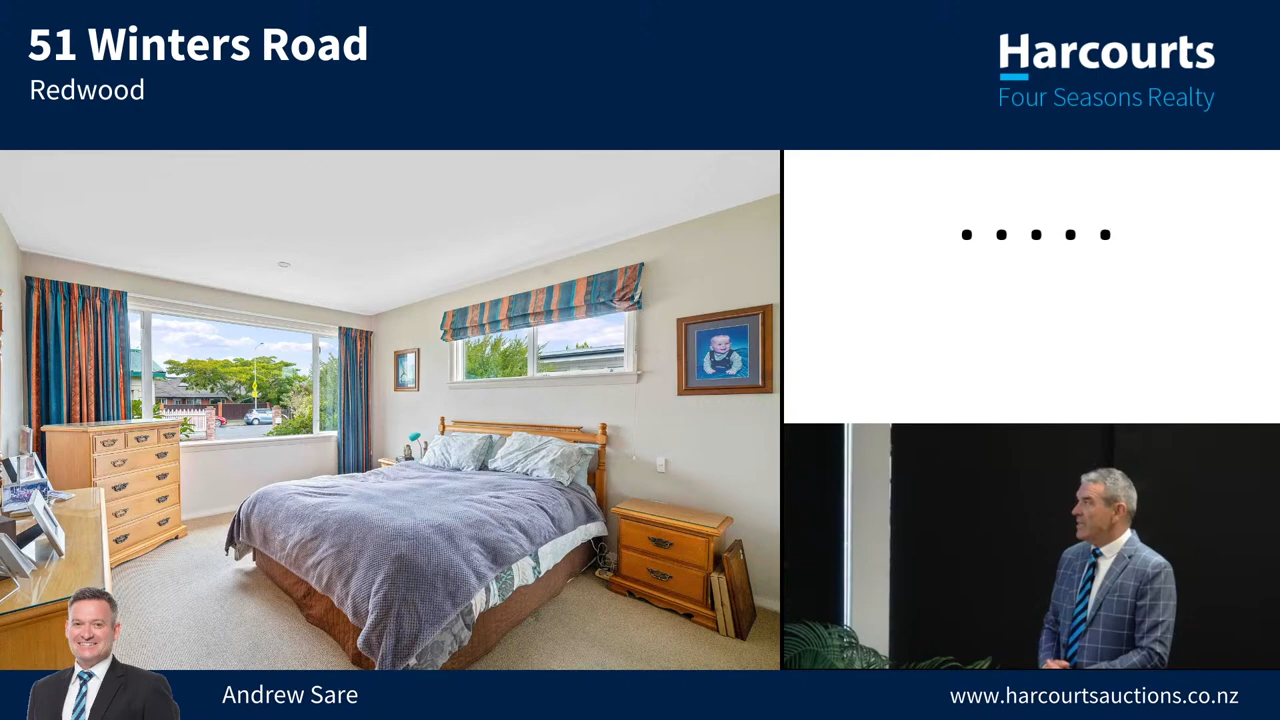 51 Winters Road
Redwood
Harcourts
Four Seasons Realty
. . . . .
Andrew Sare
www.harcourtsauctions.co.nz